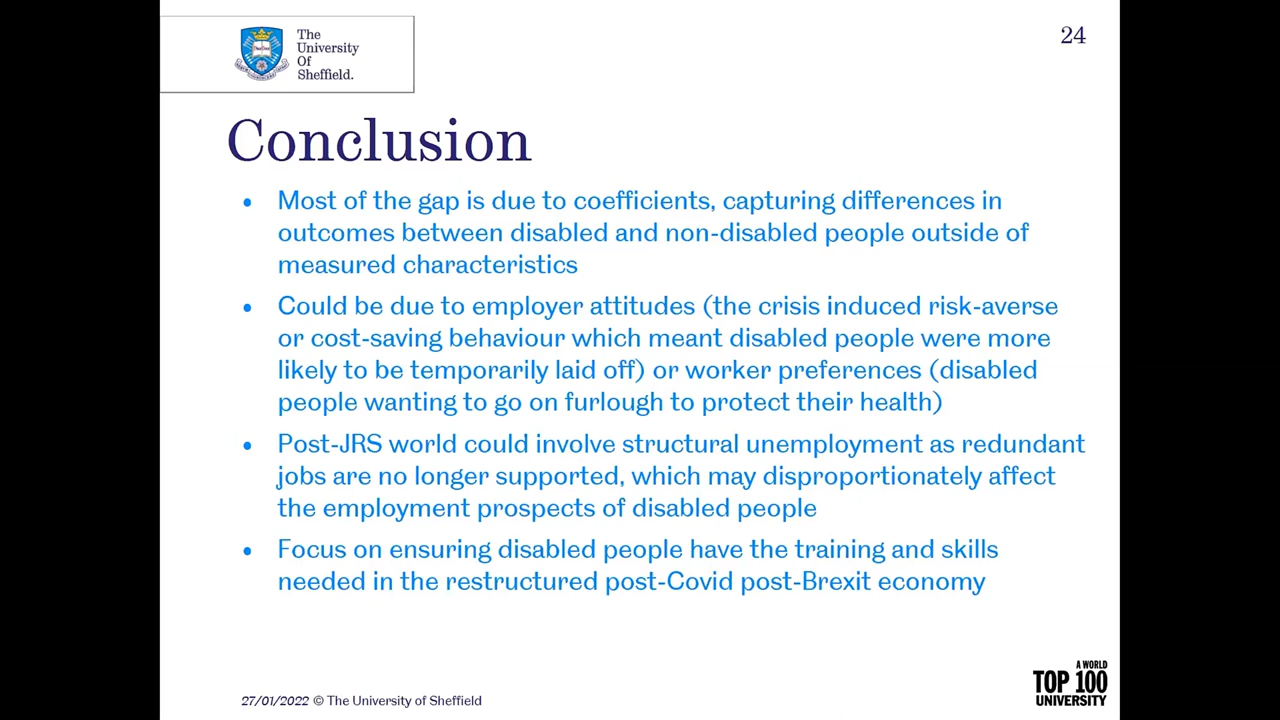 The
University
Of
Sheffield.
24
Conclusion
• Most of the gap is due to coefficients, capturing differences in
outcomes between disabled and non-disabled people outside of
measured characteristics
• Could be due to employer attitudes (the crisis induced risk-averse
or cost-saving behaviour which meant disabled people were more
likely to be temporarily laid off) or worker preferences (disabled
people wanting to go on furlough to protect their health)
• Post-JRS world could involve structural unemployment as redundant
jobs are no longer supported, which may disproportionately affect
the employment prospects of disabled people
• Focus on ensuring disabled people have the training and skills
needed in the restructured post-Covid post-Brexit economy
27/01/2022 © The University of Sheffield
A WORLD
TOP 100
UNIVERSITY